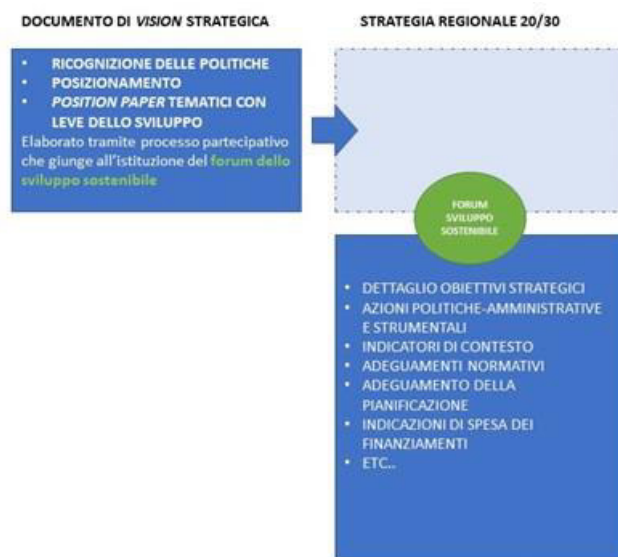 DOCUMENTO DI VISION STRATEGICA
• RICOGNIZIONE DELLE POLITICHE
• POSIZIONAMENTO
• POSITION PAPER TEMATICI CON
LEVE DELLO SVILUPPO
Elaborato tramite processo partecipativo
che giunge all'istituzione del forum dello
sviluppo sostenibile
STRATEGIA REGIONALE 20/30
FORUM
SVILUPPO
SOSTENIBILE
• DETTAGLIO OBIETTIVI STRATEGICI
• AZIONI POLITICHE-AMMINISTRATIVE
E STRUMENTALI
• INDICATORI DI CONTESTO
• ADEGUAMENTI NORMATIVI
• ADEGUAMENTO DELLA
PIANIFICAZIONE
• INDICAZIONI DI SPESA DEI
FINANZIAMENTI
• ETC..